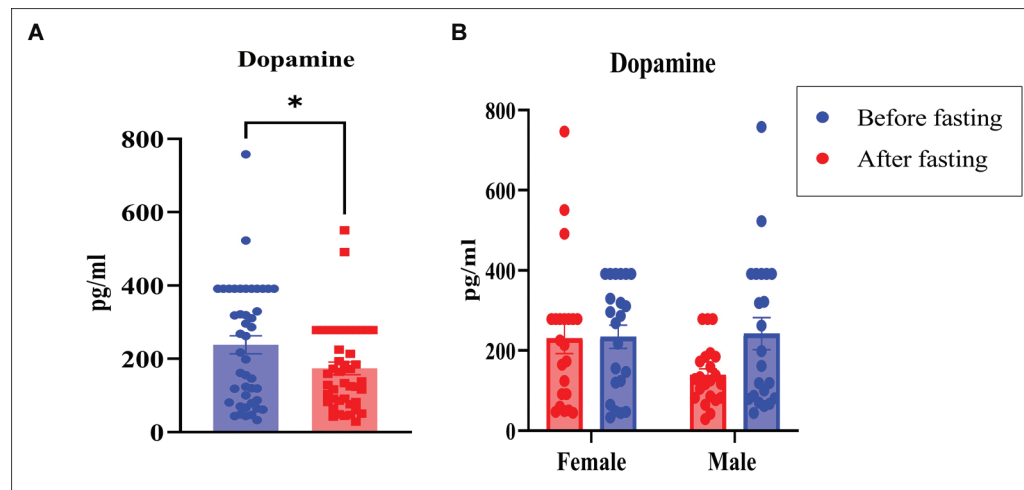 A
Dopamine
*
800
600
400
200
0
pg/ml
B
Dopamine
800
600
400
200
0
pg/ml
Female
Male
Before fasting
After fasting